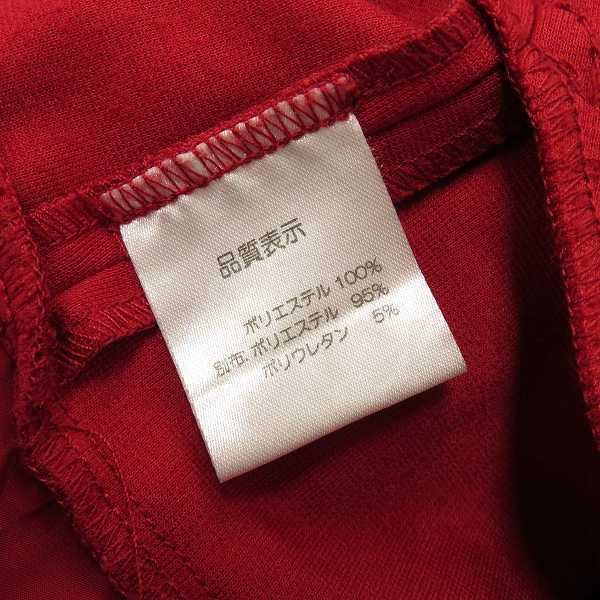 品質表示
ポリエステル 100%
別布.ポリエステル 95%
ポリウレタン 5%